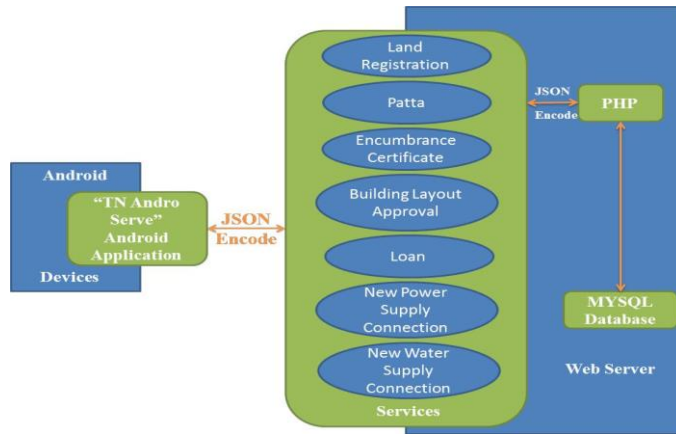 Android
“TN Andro
Serve”
Android
Application
Devices
JSON
Encode
Land
Registration
Patta
Encumbrance
Certificate
Building Layout
Approval
Loan
New Power
Supply
Connection
New Water
Supply
Connection
Services
JSON
Encode
PHP
MYSQL
Database
Web Server